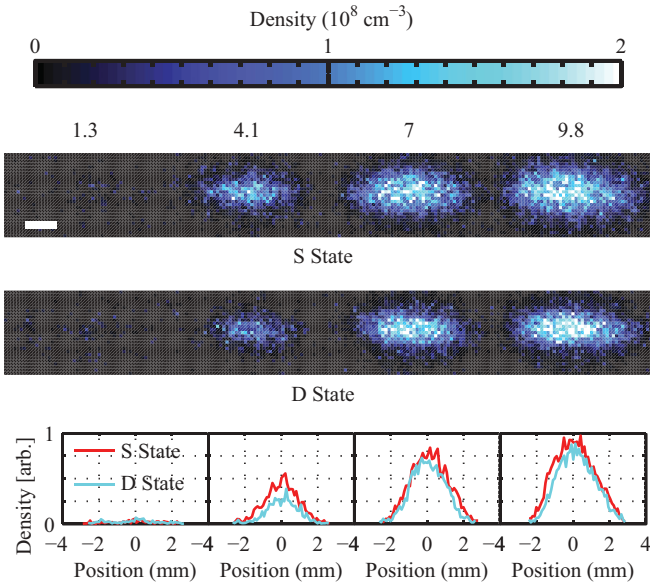 Density (10⁸ cm⁻³)
0 1 2
1.3 4.1 7 9.8
S State
D State
Density [arb.]
1
0
S State
D State
−4 −2 0 2 −4 −2 0 2 −4 −2 0 2 −4 −2 0 2 4
Position (mm) Position (mm) Position (mm) Position (mm)